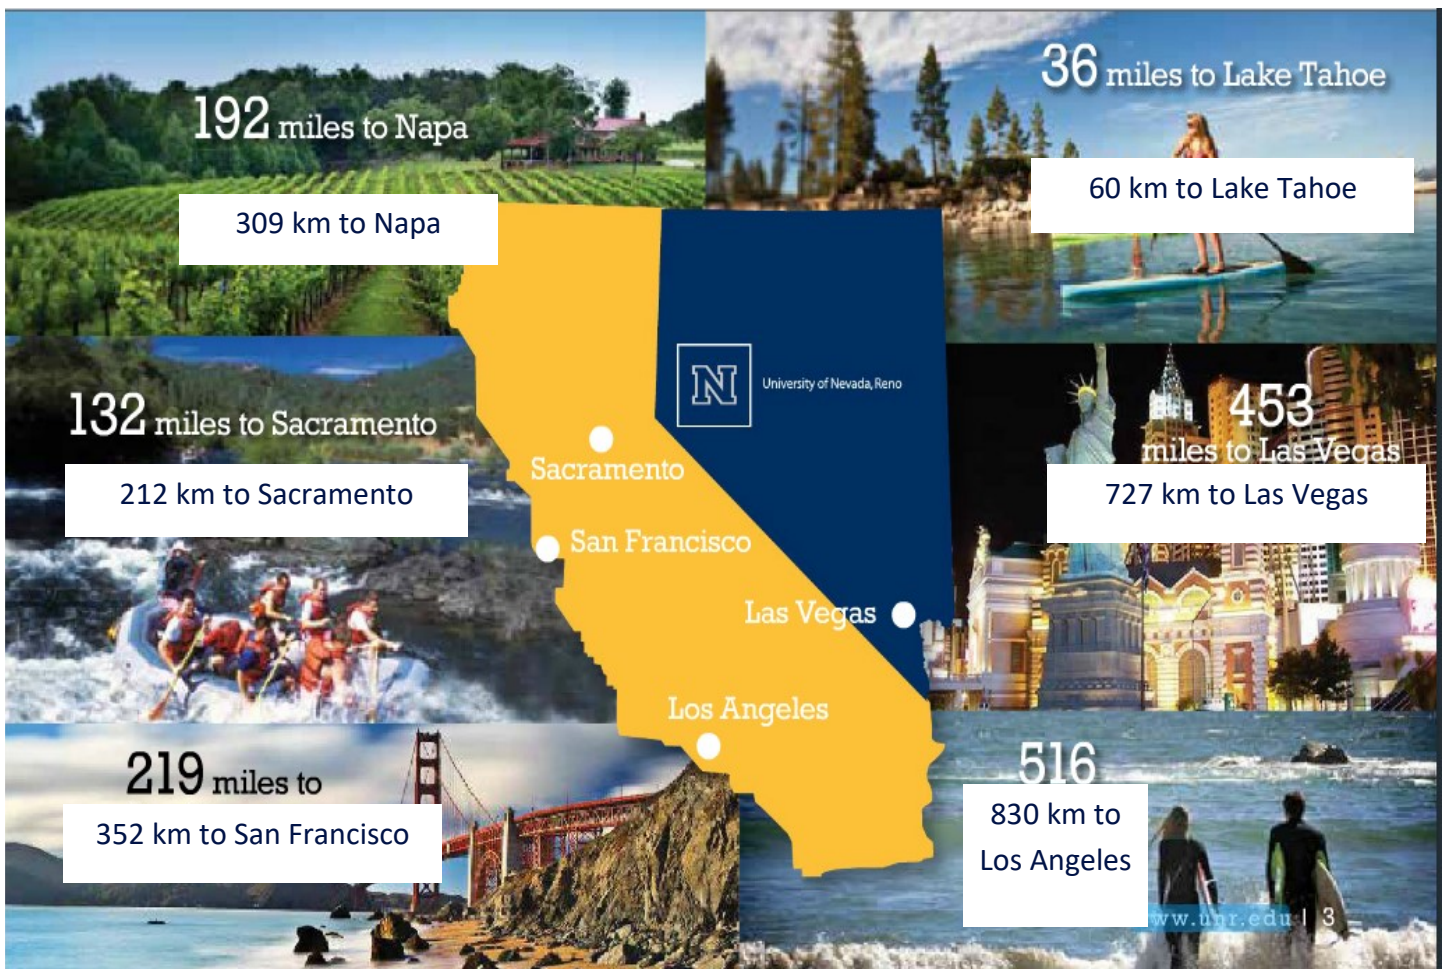 192 miles to Napa
309 km to Napa
36 miles to Lake Tahoe
60 km to Lake Tahoe
N
University of Nevada, Reno
132 miles to Sacramento
212 km to Sacramento
453
miles to Las Vegas
727 km to Las Vegas
Sacramento
San Francisco
Las Vegas
Los Angeles
219 miles to
352 km to San Francisco
516
830 km to
Los Angeles
www.unr.edu | 3